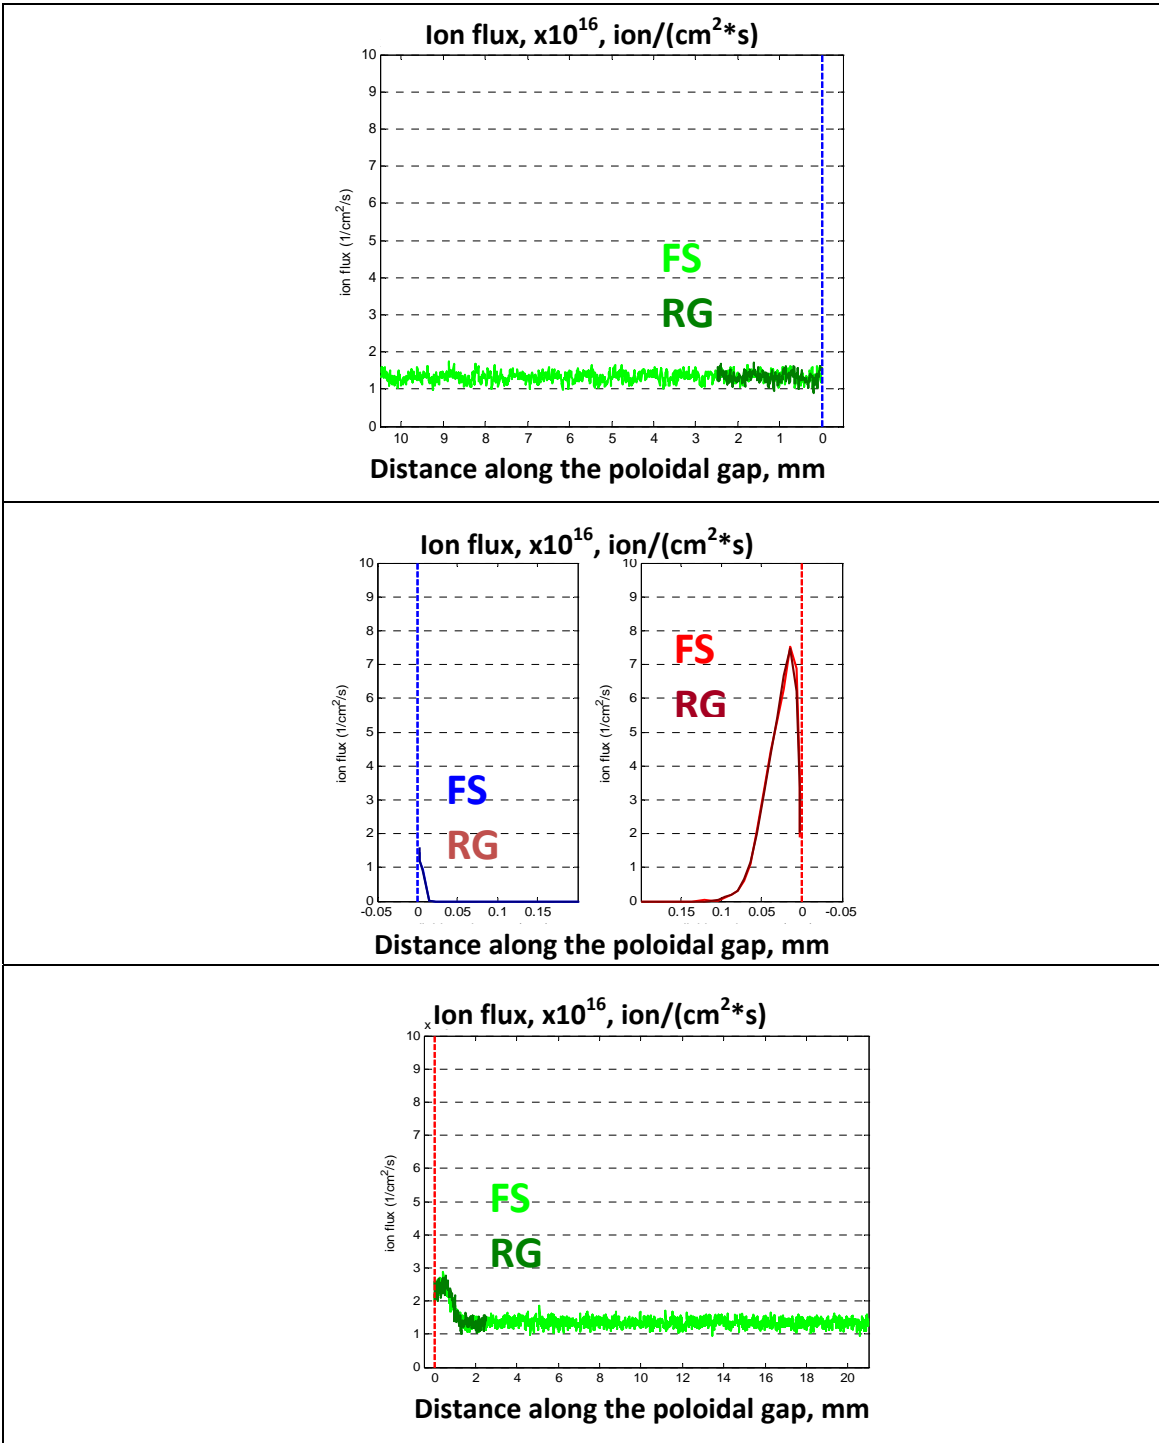 Ion flux, x10^16, ion/(cm^2*s)
10
9
8
7
6
5
4
3
2
1
0
ion flux (1/cm^2/s)
FS
RG
10 9 8 7 6 5 4 3 2 1 0
Distance along the poloidal gap, mm
Ion flux, x10^16, ion/(cm^2*s)
10
9
8
7
6
5
4
3
2
1
0
ion flux (1/cm^2/s)
FS
RG
-0.05 0 0.05 0.1 0.15
10
9
8
7
6
5
4
3
2
1
0
ion flux (1/cm^2/s)
FS
RG
0.15 0.1 0.05 0 -0.05
Distance along the poloidal gap, mm
x Ion flux, x10^16, ion/(cm^2*s)
10
9
8
7
6
5
4
3
2
1
0
ion flux (1/cm^2/s)
FS
RG
0 2 4 6 8 10 12 14 16 18 20
Distance along the poloidal gap, mm